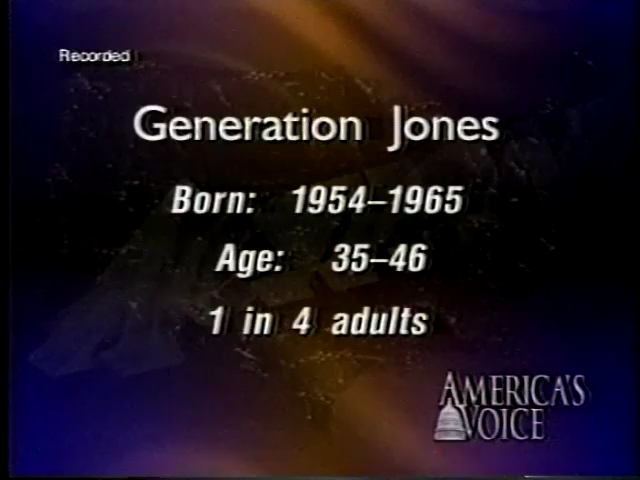 Recorded
Generation Jones
Born: 1954–1965
Age: 35–46
1 in 4 adults
AMERICA'S
VOICE